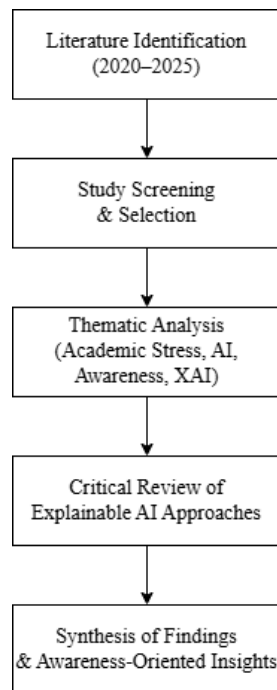 Literature Identification
(2020–2025)
Study Screening
& Selection
Thematic Analysis
(Academic Stress, AI,
Awareness, XAI)
Critical Review of
Explainable AI Approaches
Synthesis of Findings
& Awareness-Oriented Insights